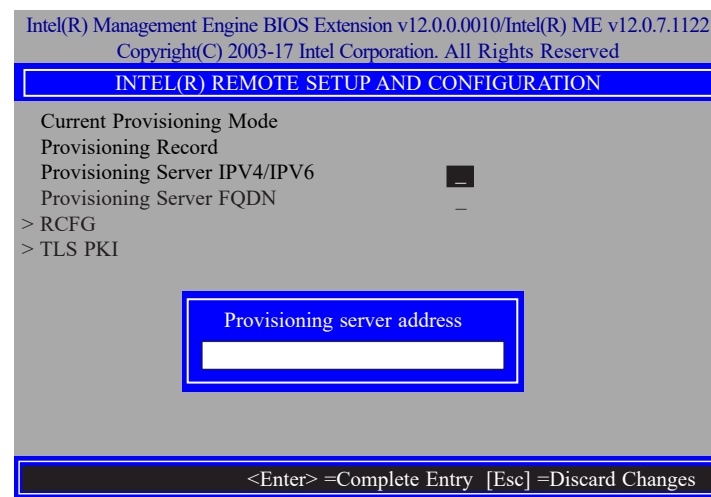 Intel(R) Management Engine BIOS Extension v12.0.0.0010/Intel(R) ME v12.0.7.1122
Copyright(C) 2003-17 Intel Corporation. All Rights Reserved
INTEL(R) REMOTE SETUP AND CONFIGURATION
Current Provisioning Mode
Provisioning Record
Provisioning Server IPV4/IPV6 _
Provisioning Server FQDN _
> RCFG
> TLS PKI
Provisioning server address
<Enter> =Complete Entry [Esc] =Discard Changes